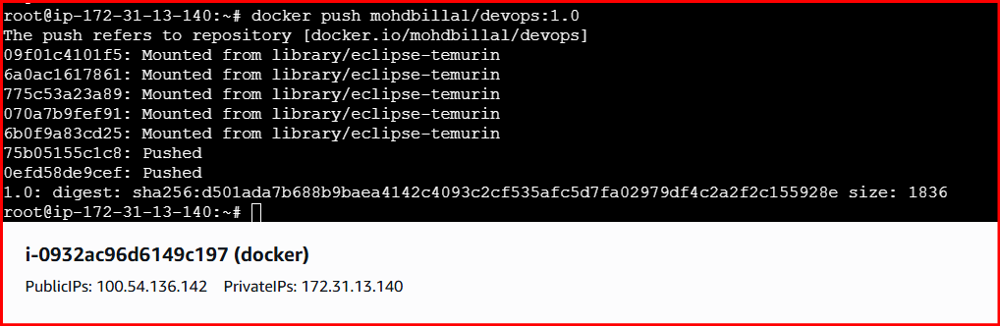 root@ip-172-31-13-140:~# docker push mohdbillal/devops:1.0
The push refers to repository [docker.io/mohdbillal/devops]
09f01c4101f5: Mounted from library/eclipse-temurin
6a0ac1617861: Mounted from library/eclipse-temurin
775c53a23a89: Mounted from library/eclipse-temurin
070a7b9fef91: Mounted from library/eclipse-temurin
6b0f9a83cd25: Mounted from library/eclipse-temurin
75b05155c1c8: Pushed
0efd58de9cef: Pushed
1.0: digest: sha256:d501ada7b688b9baea4142c4093c2cf535afc5d7fa02979df4c2a2f2c155928e size: 1836
root@ip-172-31-13-140:~#
i-0932ac96d6149c197 (docker)
PublicIPs: 100.54.136.142 PrivateIPs: 172.31.13.140